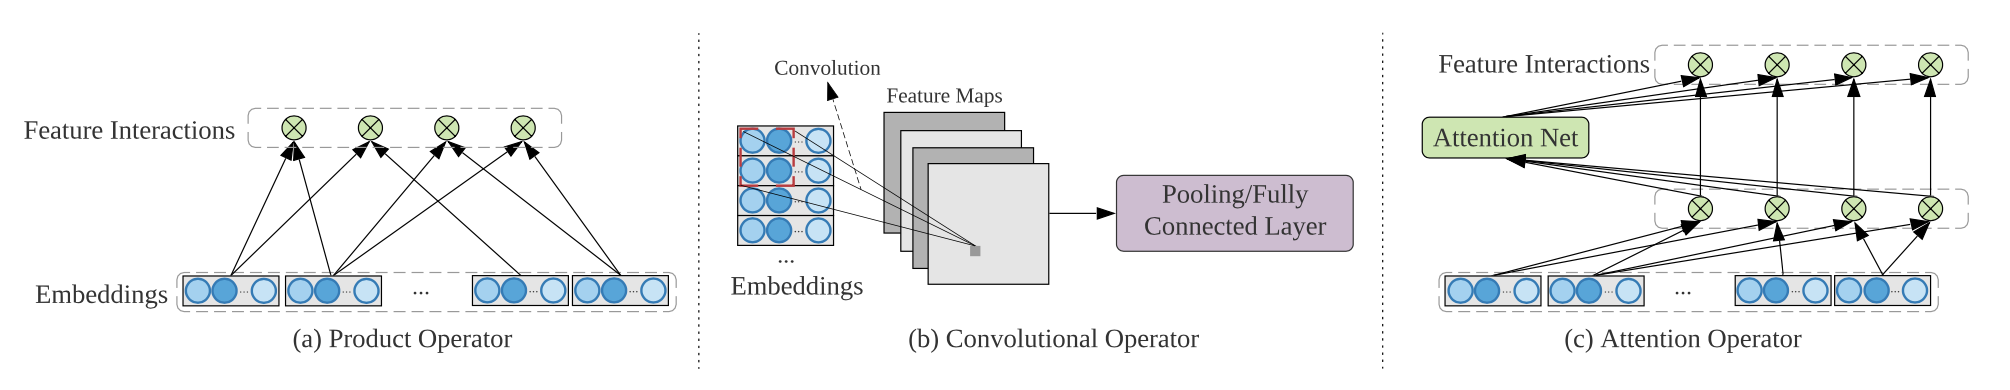 Feature Interactions
Embeddings
...
(a) Product Operator
Convolution
Feature Maps
...
Embeddings
Pooling/Fully
Connected Layer
(b) Convolutional Operator
Feature Interactions
Attention Net
...
(c) Attention Operator